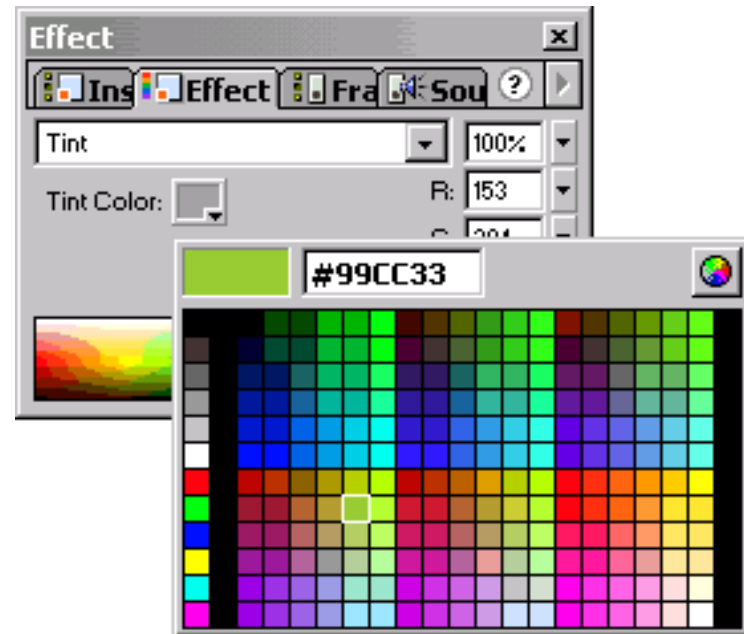 Effect
Ins Effect Fra Sou ?
Tint 100%
Tint Color: R: 153
#99CC33